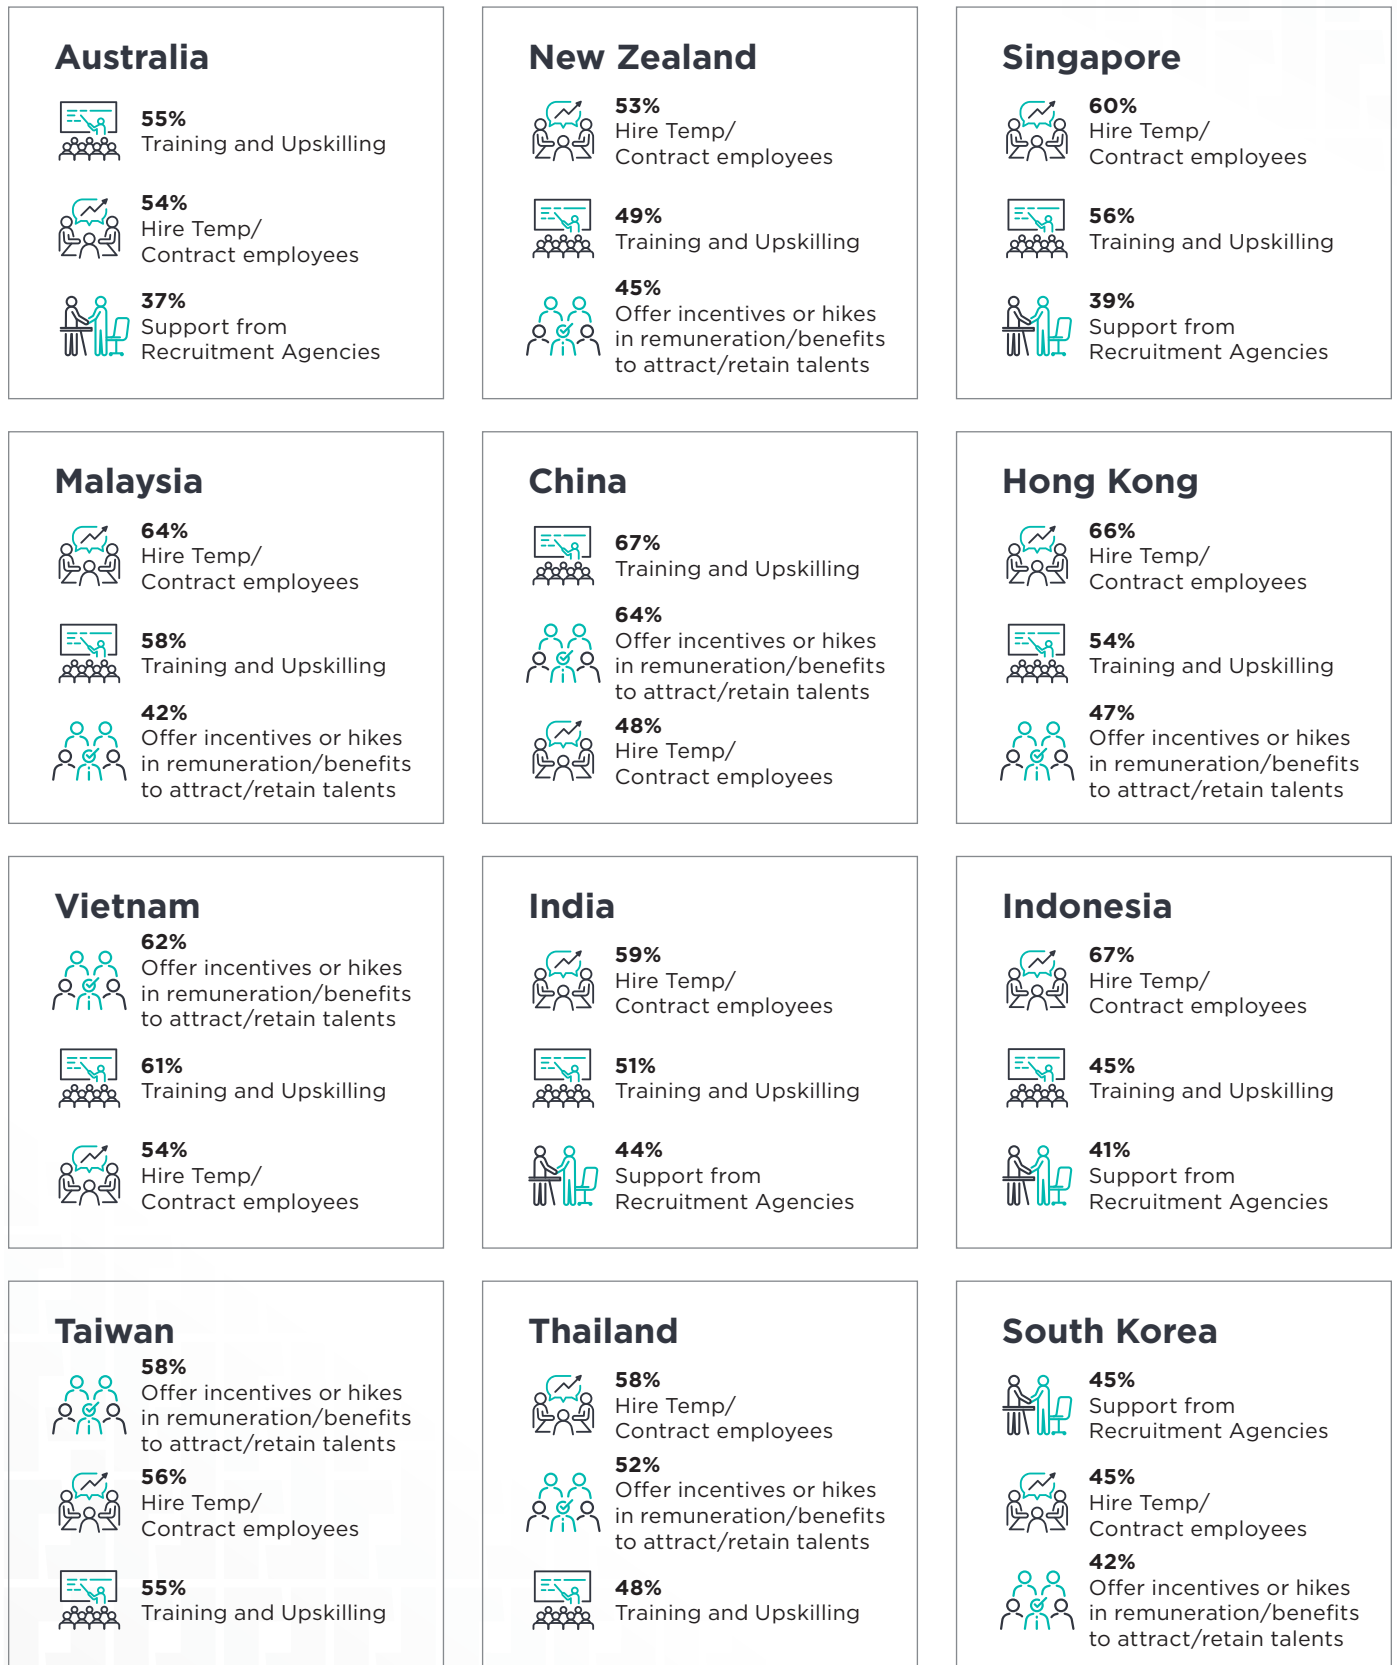 Australia
55%
Training and Upskilling
54%
Hire Temp/
Contract employees
37%
Support from
Recruitment Agencies
New Zealand
53%
Hire Temp/
Contract employees
49%
Training and Upskilling
45%
Offer incentives or hikes
in remuneration/benefits
to attract/retain talents
Singapore
60%
Hire Temp/
Contract employees
56%
Training and Upskilling
39%
Support from
Recruitment Agencies
Malaysia
64%
Hire Temp/
Contract employees
58%
Training and Upskilling
42%
Offer incentives or hikes
in remuneration/benefits
to attract/retain talents
China
67%
Training and Upskilling
64%
Offer incentives or hikes
in remuneration/benefits
to attract/retain talents
48%
Hire Temp/
Contract employees
Hong Kong
66%
Hire Temp/
Contract employees
54%
Training and Upskilling
47%
Offer incentives or hikes
in remuneration/benefits
to attract/retain talents
Vietnam
62%
Offer incentives or hikes
in remuneration/benefits
to attract/retain talents
61%
Training and Upskilling
54%
Hire Temp/
Contract employees
India
59%
Hire Temp/
Contract employees
51%
Training and Upskilling
44%
Support from
Recruitment Agencies
Indonesia
67%
Hire Temp/
Contract employees
45%
Training and Upskilling
41%
Support from
Recruitment Agencies
Taiwan
58%
Offer incentives or hikes
in remuneration/benefits
to attract/retain talents
56%
Hire Temp/
Contract employees
55%
Training and Upskilling
Thailand
58%
Hire Temp/
Contract employees
52%
Offer incentives or hikes
in remuneration/benefits
to attract/retain talents
48%
Training and Upskilling
South Korea
45%
Support from
Recruitment Agencies
45%
Hire Temp/
Contract employees
42%
Offer incentives or hikes
in remuneration/benefits
to attract/retain talents